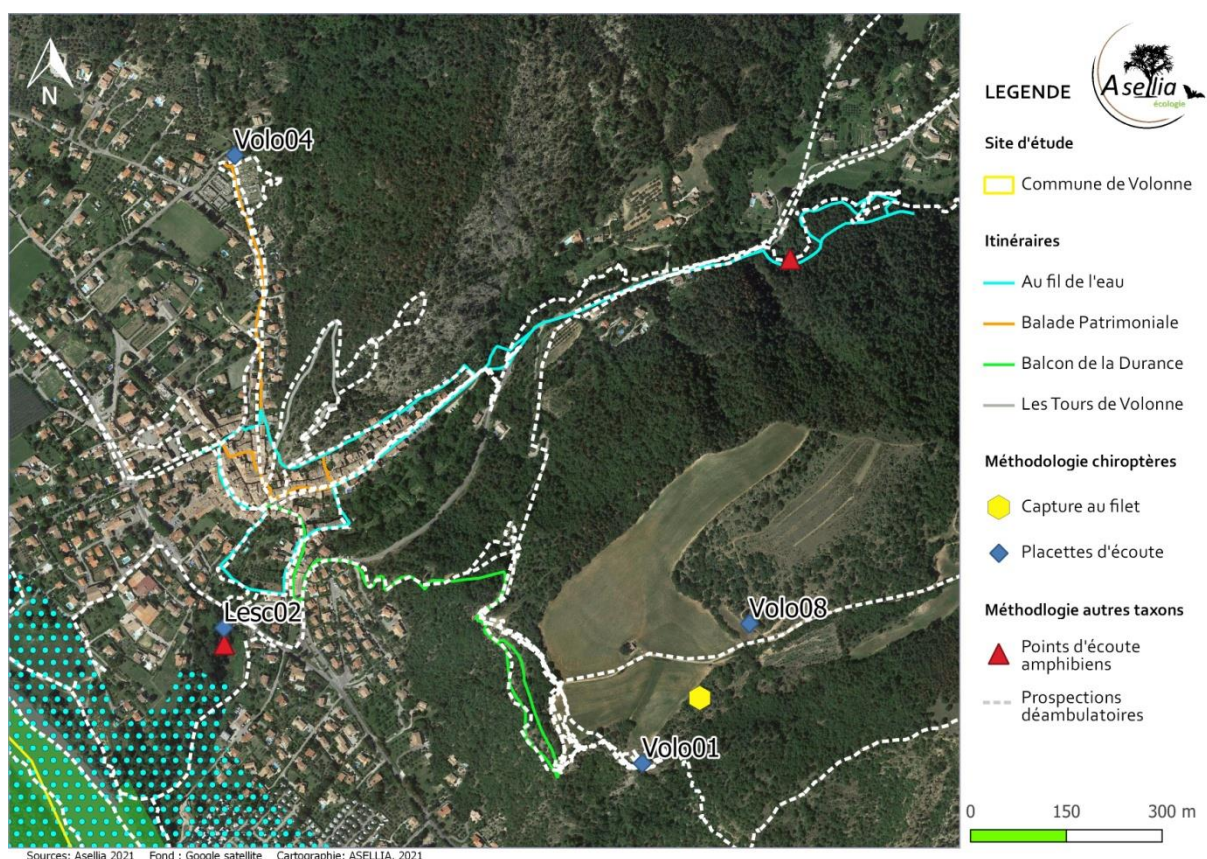 N
Volo04
Lesc02
Volo08
Volo01
LEGENDE
Asellia
écologie
Site d'étude
Commune de Volonne
Itinéraires
Au fil de l'eau
Balade Patrimoniale
Balcon de la Durance
Les Tours de Volonne
Méthodologie chiroptères
Capture au filet
Placettes d'écoute
Méthodlogie autres taxons
Points d'écoute
amphibiens
Prospections
déambulatoires
0 150 300 m
Sources: Asellia 2021 Fond : Google satellite Cartographie: ASELLIA, 2021